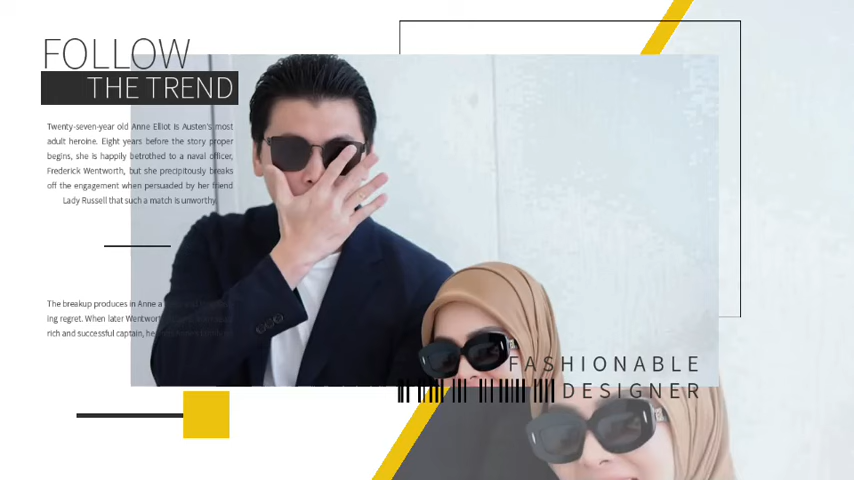 FOLLOW
THE TREND
Twenty-seven-year old Anne Elliot Is Austen's most
adult heroine. Eight years before the story proper
begins, she is happily betrothed to a naval officer,
Frederick Wentworth, but she precipitously breaks
off the engagement when persuaded by her friend
Lady Russell that such a match is unworthy.
The breakup produces in Anne a
ing regret. When later Wentworth
rich and successful captain, he
FASHIONABLE
DESIGNER